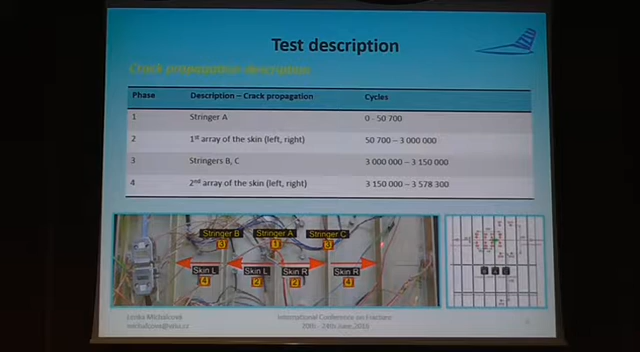 Test description
Crack propagation description
Phase Description – Crack propagation Cycles
1 Stringer A 0 - 50 700
2 1st array of the skin (left, right) 50 700 – 3 000 000
3 Stringers B, C 3 000 000 – 3 150 000
4 2nd array of the skin (left, right) 3 150 000 – 3 578 300
Stringer B Stringer A Stringer C
3 1 3
Skin L Skin L Skin R Skin R
4 2 2 4
International Conference on Fracture